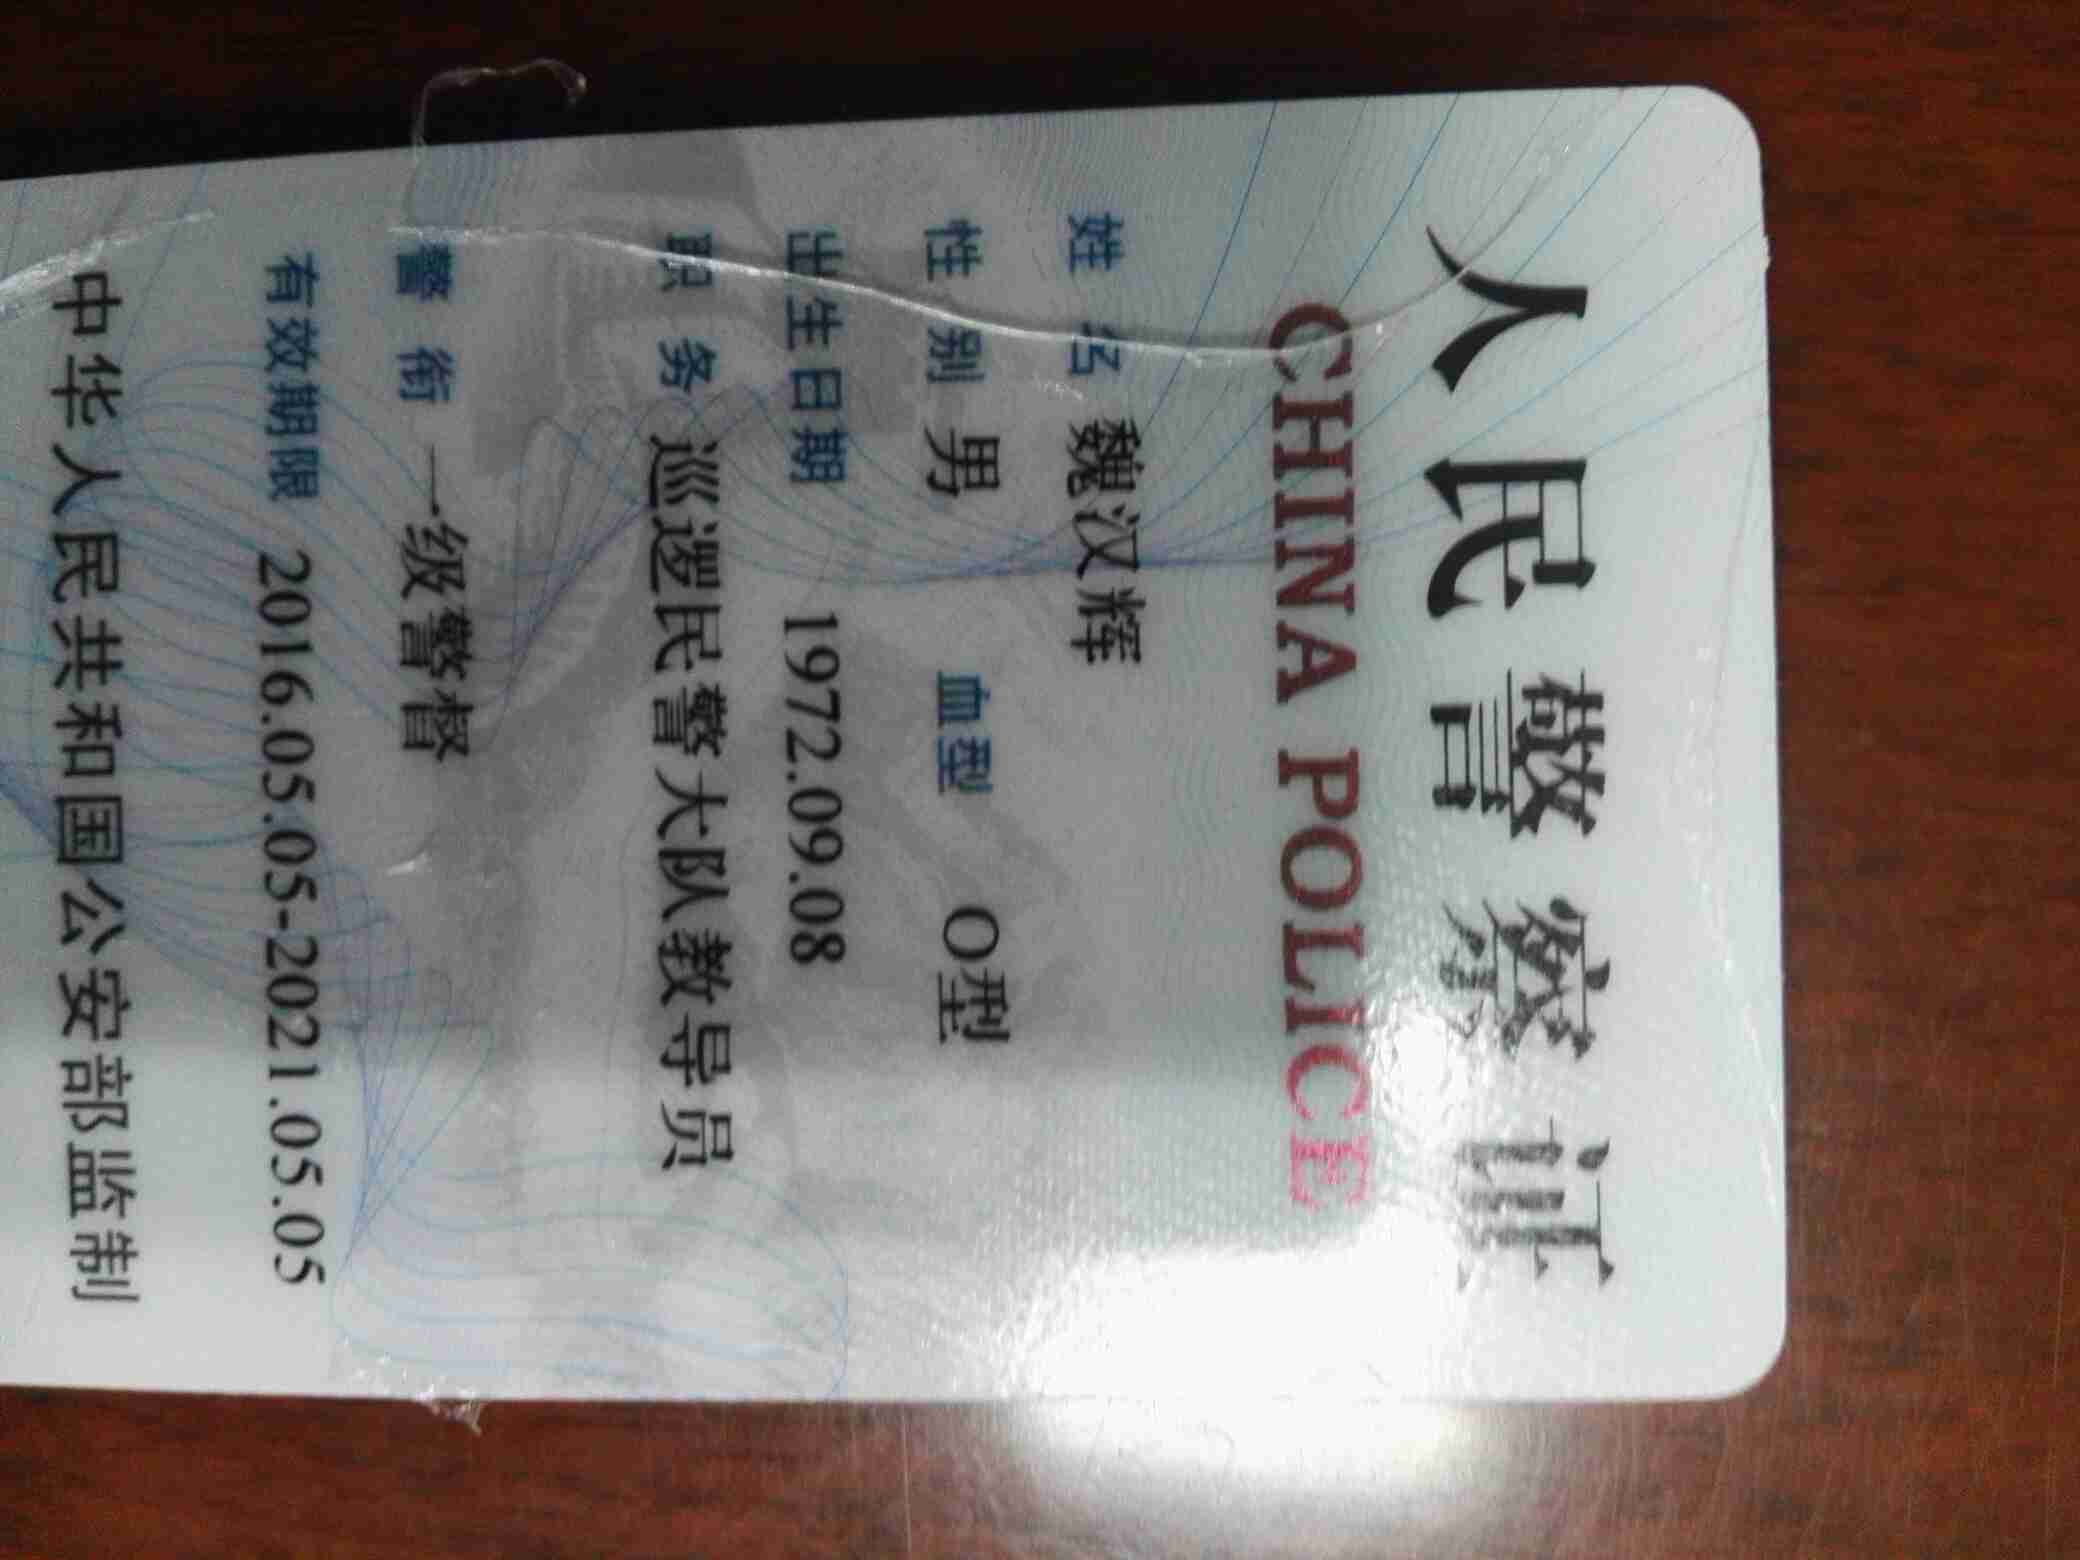 人民警察证
CHINA POLICE
姓 名 魏汉辉
性 别 男 血型 O型
出生日期 1972.09.08
职 务 巡逻民警大队教导员
警 衔 一级警督
有效期限 2016.05.05-2021.05.05
中华人民共和国公安部监制